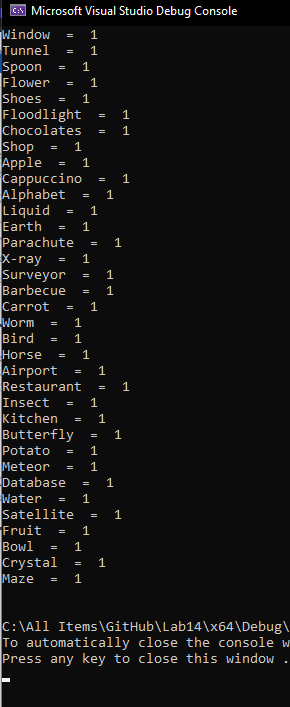 Microsoft Visual Studio Debug Console
Window = 1
Tunnel = 1
Spoon = 1
Flower = 1
Shoes = 1
Floodlight = 1
Chocolates = 1
Shop = 1
Apple = 1
Cappuccino = 1
Alphabet = 1
Liquid = 1
Earth = 1
Parachute = 1
X-ray = 1
Surveyor = 1
Barbecue = 1
Carrot = 1
Worm = 1
Bird = 1
Horse = 1
Airport = 1
Restaurant = 1
Insect = 1
Kitchen = 1
Butterfly = 1
Potato = 1
Meteor = 1
Database = 1
Water = 1
Satellite = 1
Fruit = 1
Bowl = 1
Crystal = 1
Maze = 1
C:\All Items\GitHub\Lab14\x64\Debug\
To automatically close the console w
Press any key to close this window .